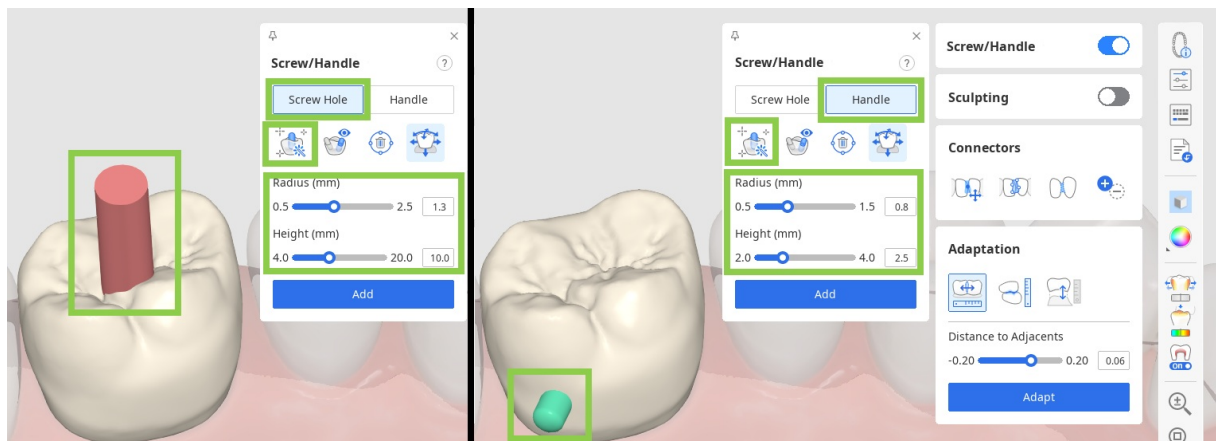 Screw/Handle
?
Screw Hole
Handle
Radius (mm)
0.5
2.5
1.3
Height (mm)
4.0
20.0
10.0
Add
Screw/Handle
?
Screw Hole
Handle
Radius (mm)
0.5
1.5
0.8
Height (mm)
2.0
4.0
2.5
Add
Screw/Handle
Sculpting
Connectors
Adaptation
Distance to Adjacents
-0.20
0.20
0.06
Adapt
ON